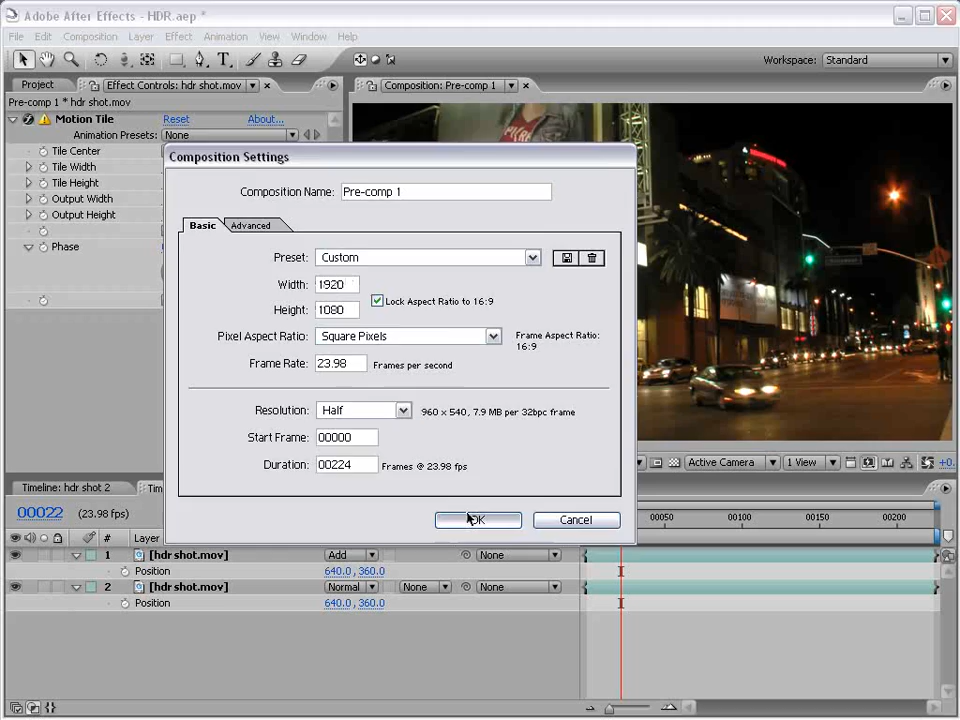 Adobe After Effects - HDR.aep *
File Edit Composition Layer Effect Animation View Window Help
Workspace: Standard
Project Effect Controls: hdr shot.mov × Composition: Pre-comp 1 ×
Pre-comp 1 * hdr shot.mov
Motion Tile Reset About...
Animation Presets: None
Tile Center
Tile Width
Tile Height
Output Width
Output Height
Phase
Composition Settings
Composition Name: Pre-comp 1
Basic Advanced
Preset: Custom
Width: 1920
Lock Aspect Ratio to 16:9
Height: 1080
Pixel Aspect Ratio: Square Pixels
Frame Aspect Ratio:
16:9
Frame Rate: 23.98 Frames per second
Resolution: Half 960 x 540, 7.9 MB per 32bpc frame
Start Frame: 00000
Duration: 00224 Frames @ 23.98 fps
OK Cancel
Active Camera 1 View +0.
Timeline: hdr shot 2 Tim
00022 (23.98 fps)
00050 00100 00150 00200
# Layer
1 [hdr shot.mov] Add None
Position 640.0, 360.0
2 [hdr shot.mov] Normal None None
Position 640.0, 360.0